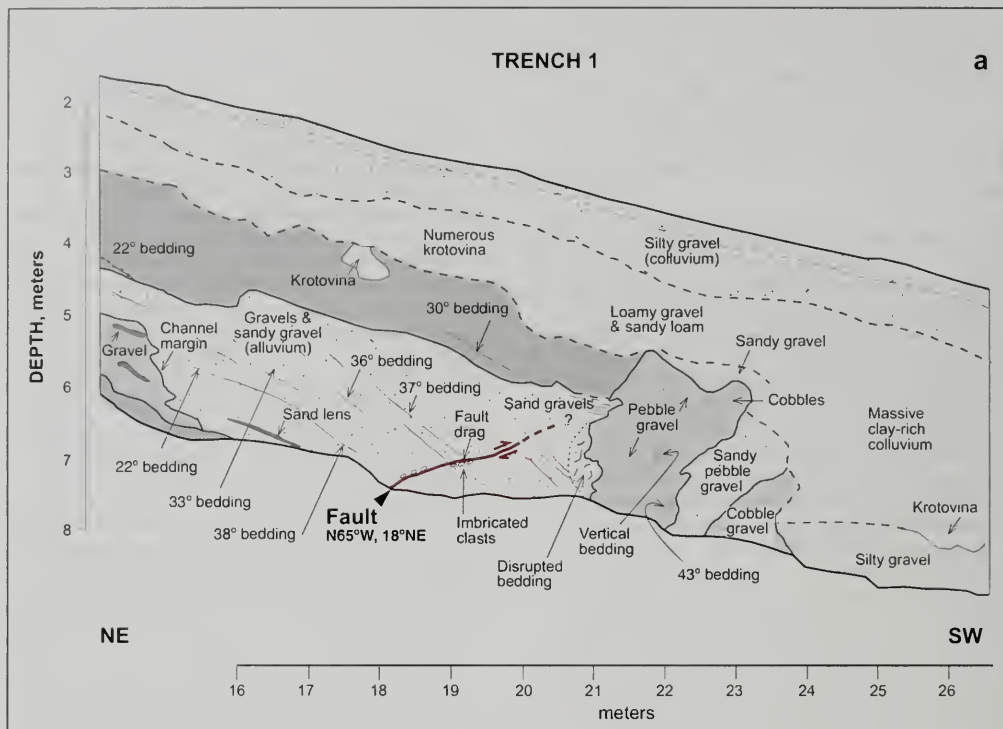 TRENCH 1
a
DEPTH, meters
2
3
4
5
6
7
8
22° bedding
Krotovina
Numerous
krotovina
Silty gravel
(colluvium)
30° bedding
Loamy gravel
& sandy loam
Gravel
Channel
margin
Gravels &
sandy gravel
(alluvium)
36° bedding
37° bedding
Sandy gravel
Sand lens
Fault
drag
Sand gravels
?
Pebble
gravel
Cobbles
Massive
clay-rich
colluvium
22° bedding
33° bedding
38° bedding
Fault
N65°W, 18°NE
Imbricated
clasts
Disrupted
bedding
Vertical
bedding
43° bedding
Sandy
pebble
gravel
Cobble
gravel
Krotovina
Silty gravel
NE
SW
16 17 18 19 20 21 22 23 24 25 26
meters